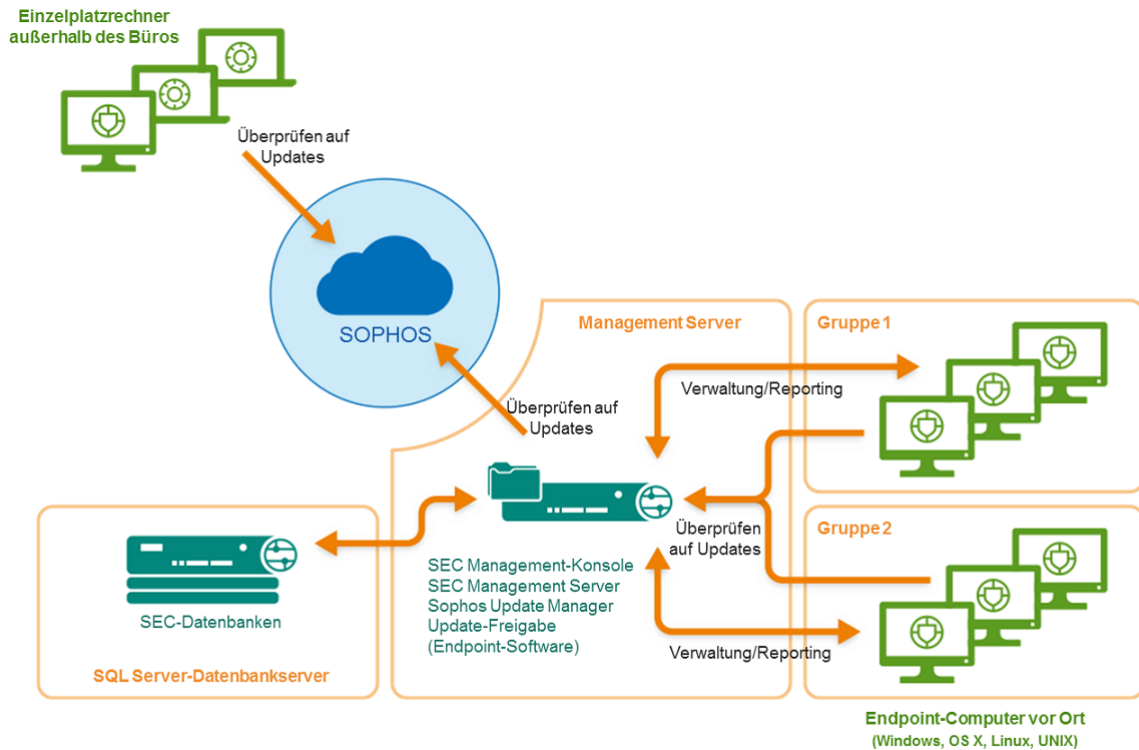 Einzelplatzrechner
außerhalb des Büros
Überprüfen auf
Updates
SOPHOS
Management Server
Gruppe 1
Verwaltung/Reporting
Überprüfen auf
Updates
Überprüfen
auf Updates
Gruppe 2
SEC Management-Konsole
SEC Management Server
Sophos Update Manager
Update-Freigabe
(Endpoint-Software)
SEC-Datenbanken
Verwaltung/Reporting
SQL Server-Datenbankserver
Endpoint-Computer vor Ort
(Windows, OS X, Linux, UNIX)